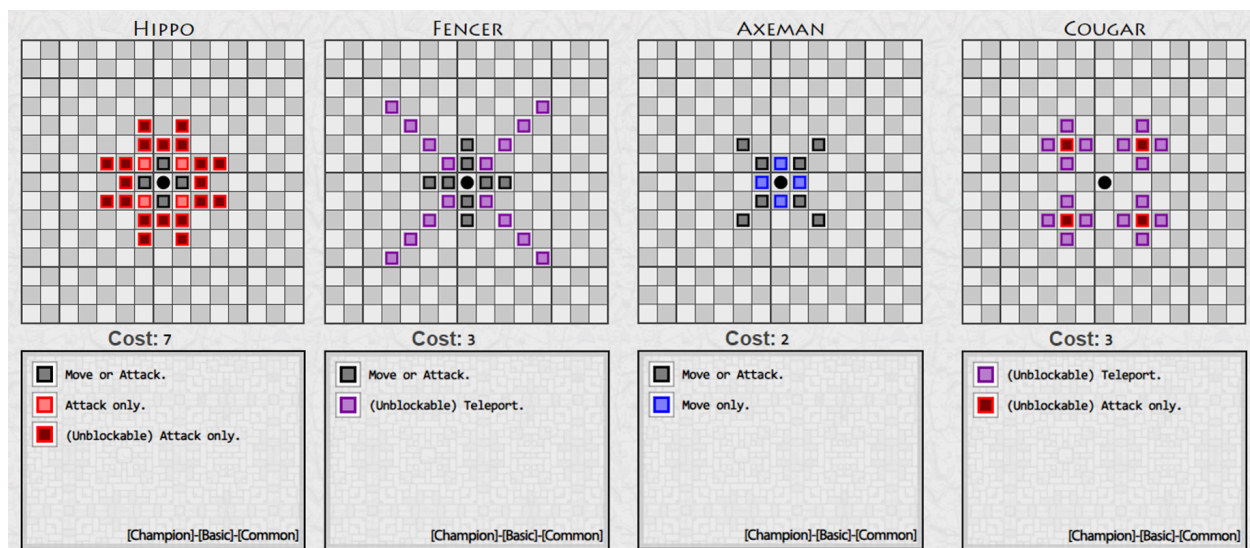 HIPPO
FENCER
AXEMAN
COUGAR
Cost: 7
Cost: 3
Cost: 2
Cost: 3
Move or Attack.
Attack only.
(Unblockable) Attack only.
[Champion]-[Basic]-[Common]
Move or Attack.
(Unblockable) Teleport.
[Champion]-[Basic]-[Common]
Move or Attack.
Move only.
[Champion]-[Basic]-[Common]
(Unblockable) Teleport.
(Unblockable) Attack only.
[Champion]-[Basic]-[Common]